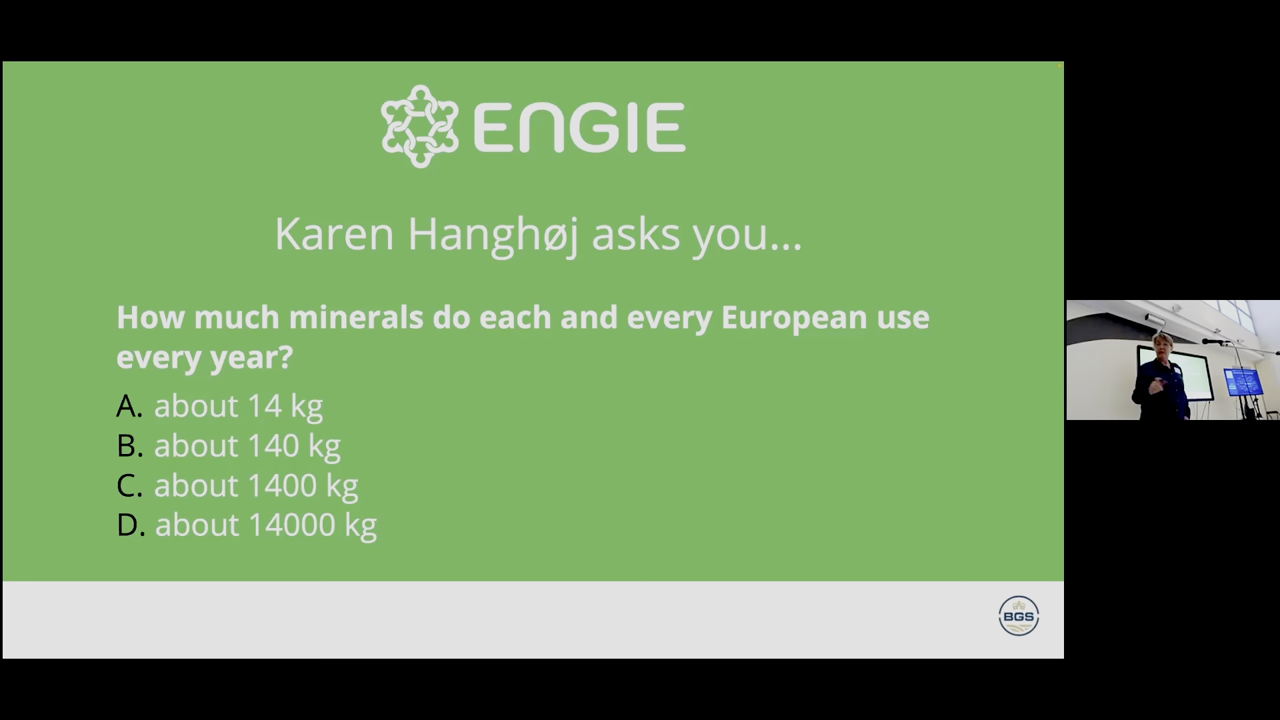 ENGIE
Karen Hanghøj asks you...
How much minerals do each and every European use
every year?
A. about 14 kg
B. about 140 kg
C. about 1400 kg
D. about 14000 kg
BGS